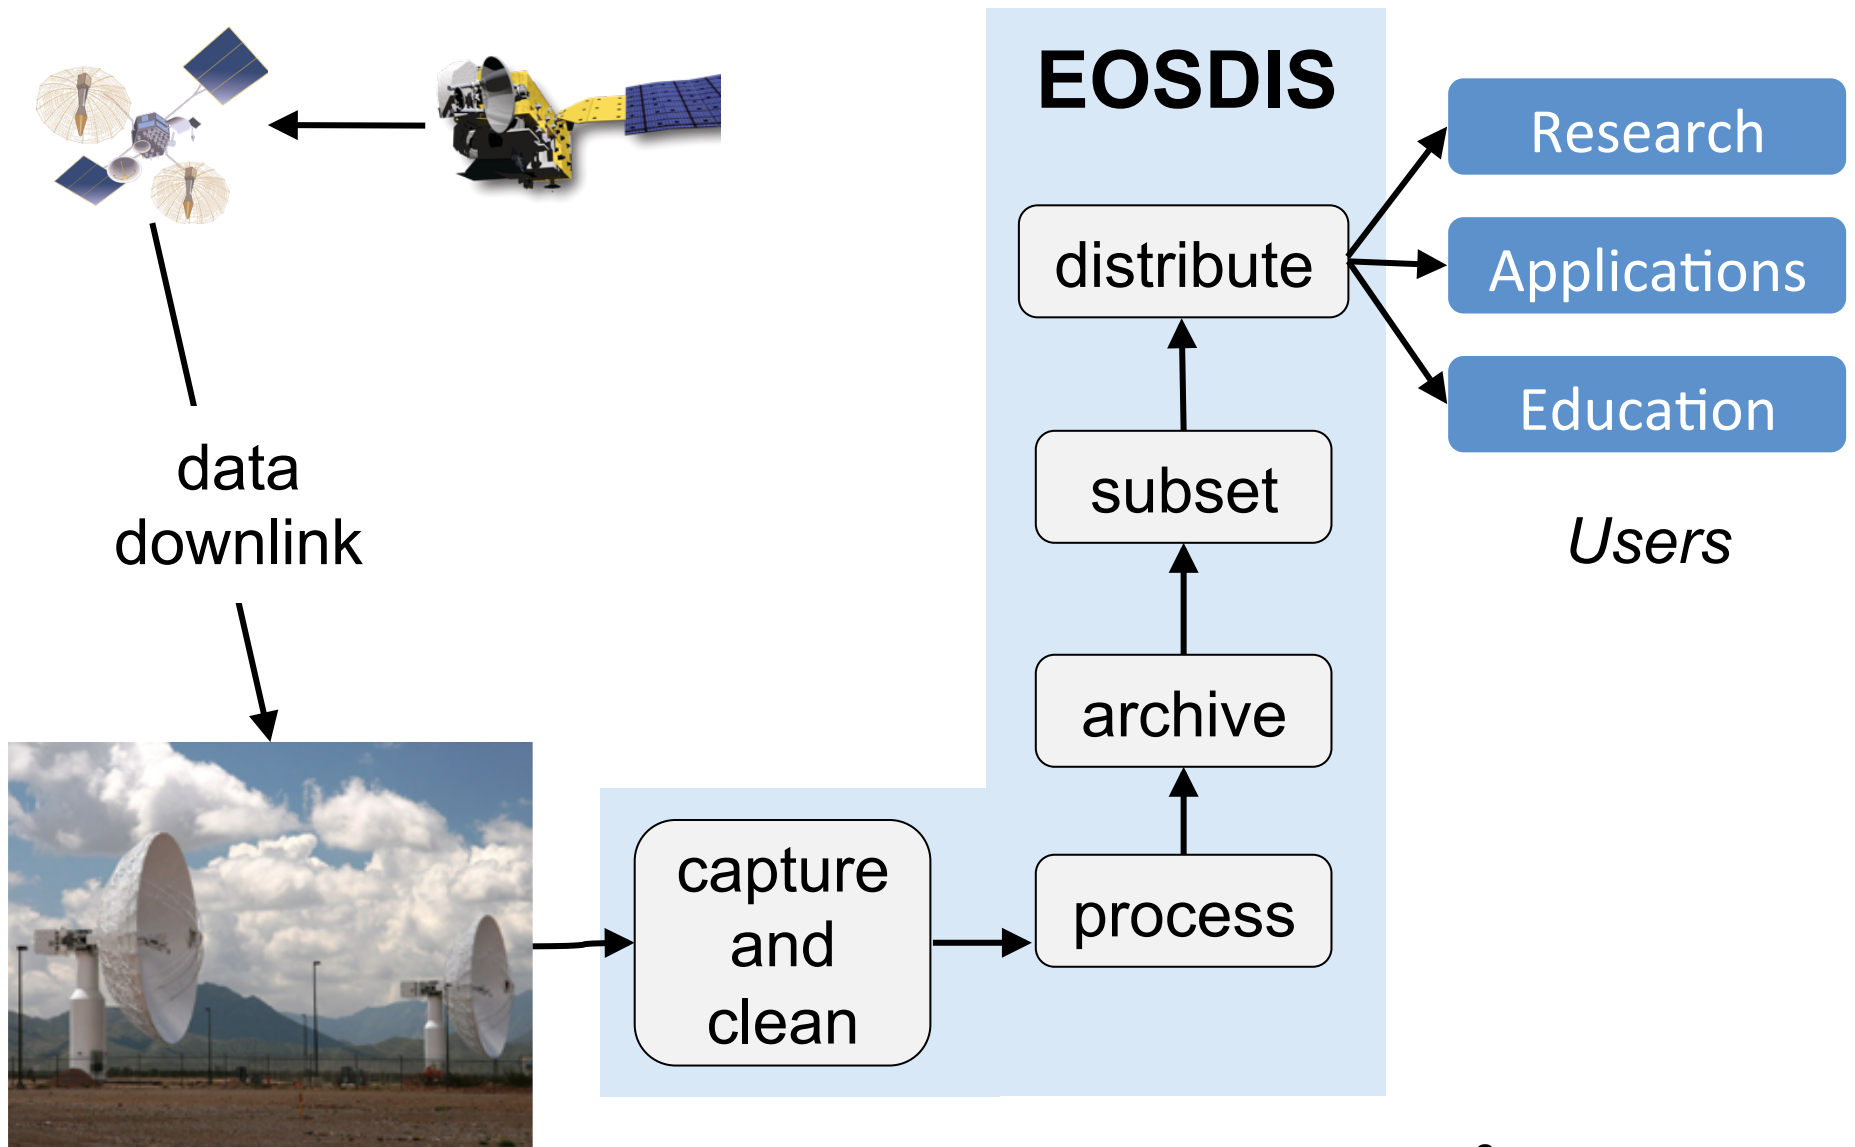 EOSDIS
Research
distribute
Applications
Education
data
downlink
subset
Users
archive
capture
and
clean
process